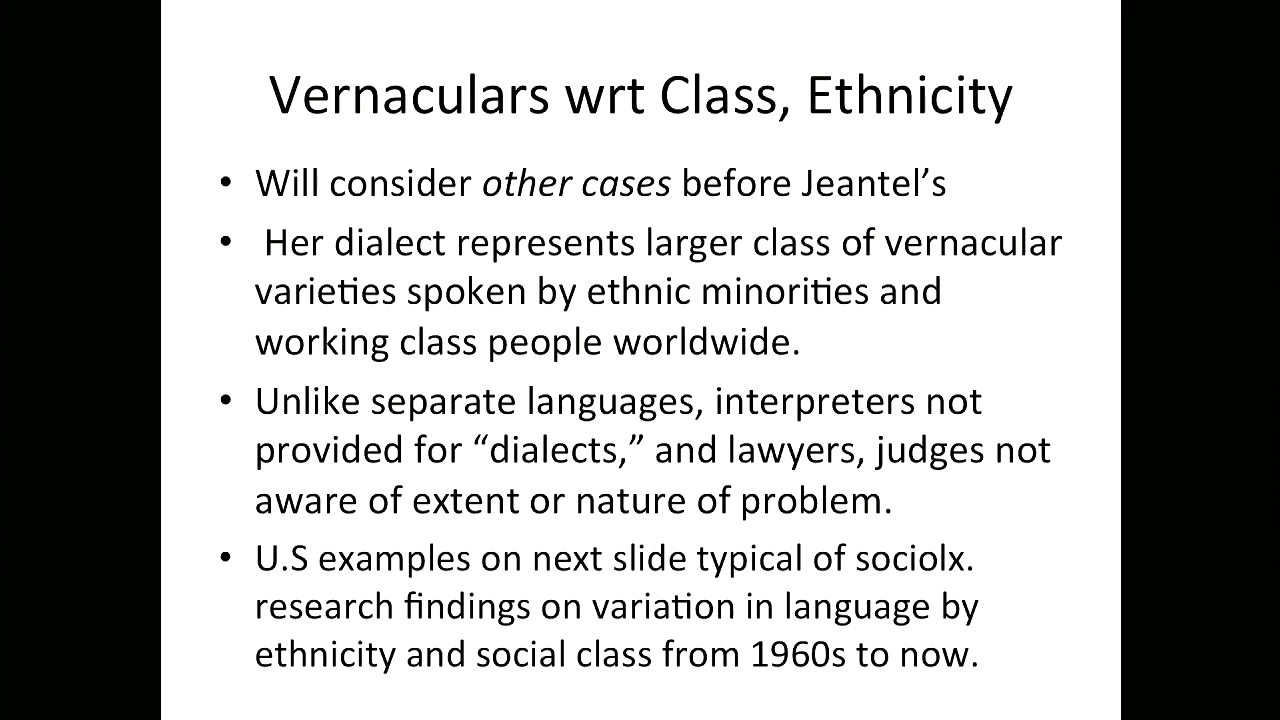 Vernaculars wrt Class, Ethnicity
• Will consider other cases before Jeantel’s
• Her dialect represents larger class of vernacular
varieties spoken by ethnic minorities and
working class people worldwide.
• Unlike separate languages, interpreters not
provided for “dialects,” and lawyers, judges not
aware of extent or nature of problem.
• U.S examples on next slide typical of sociolx.
research findings on variation in language by
ethnicity and social class from 1960s to now.